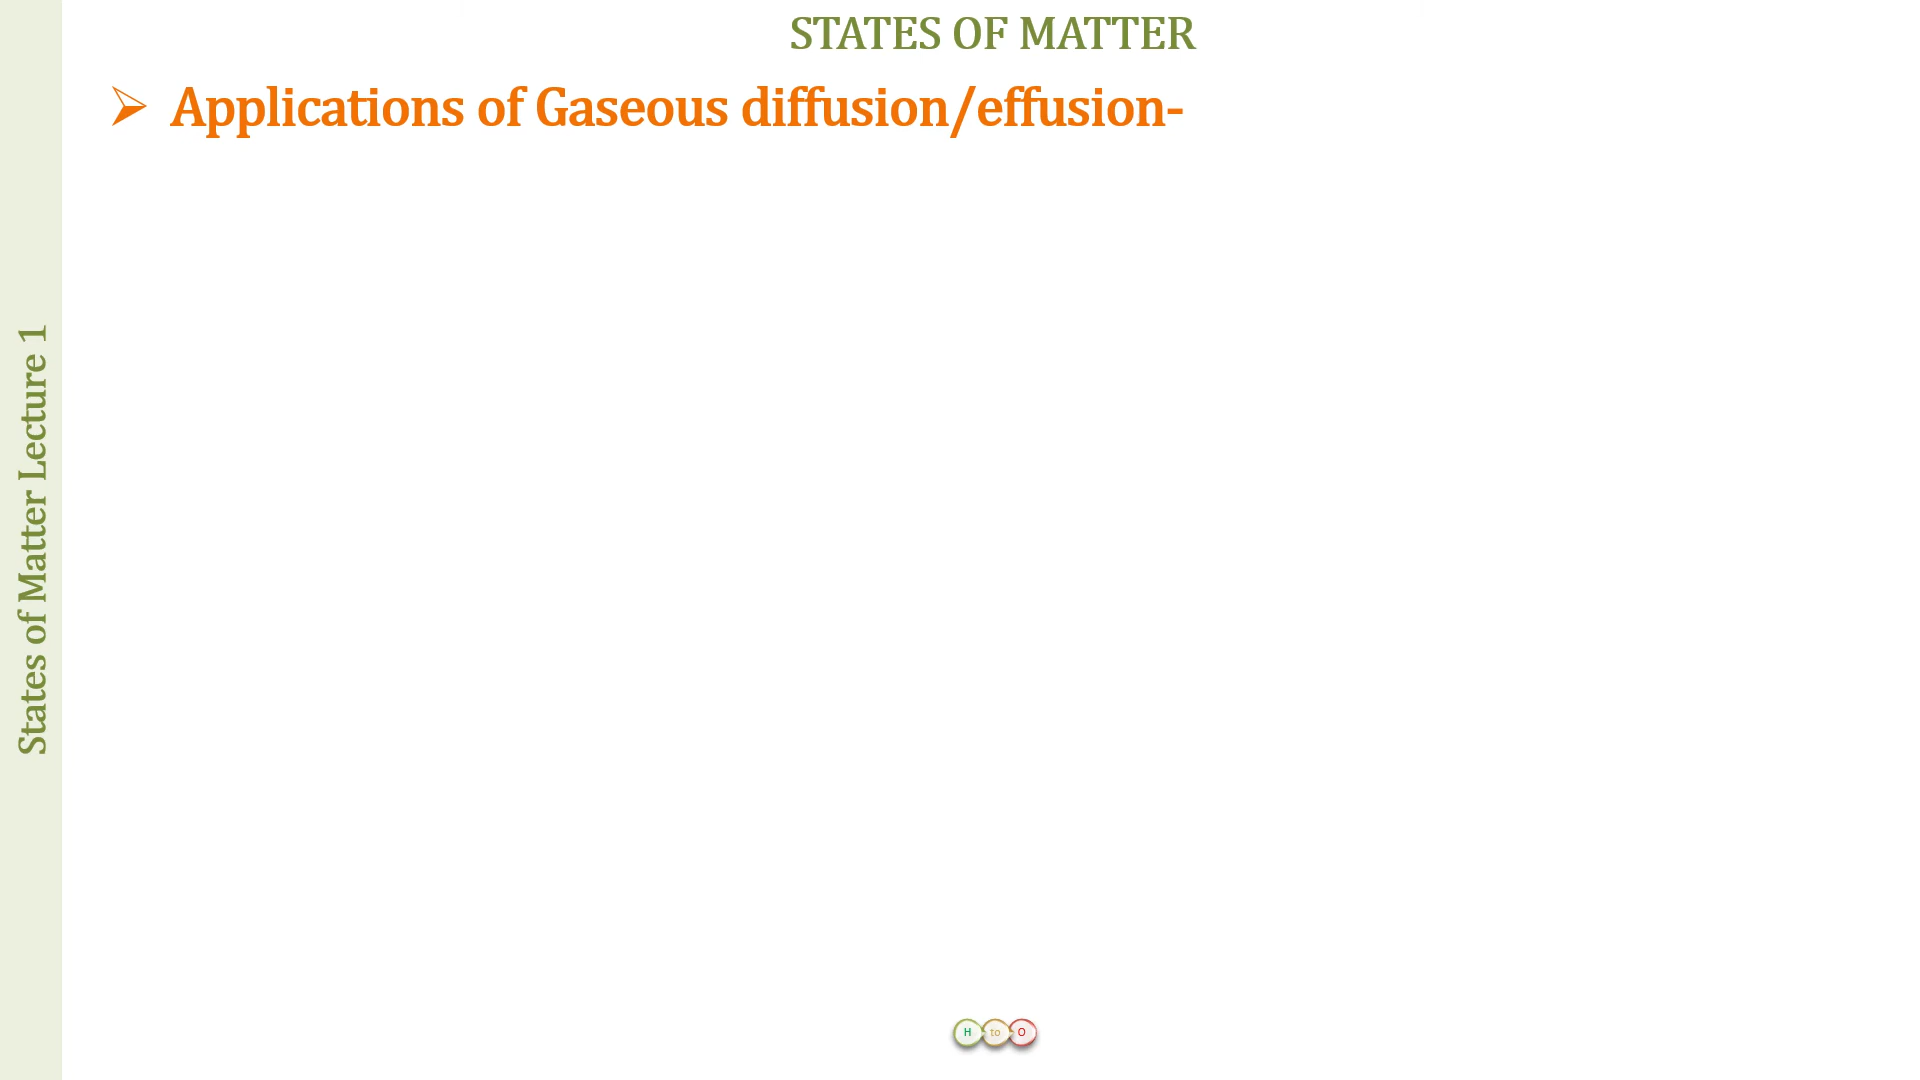 STATES OF MATTER
Applications of Gaseous diffusion/effusion-
States of Matter Lecture 1
H to O